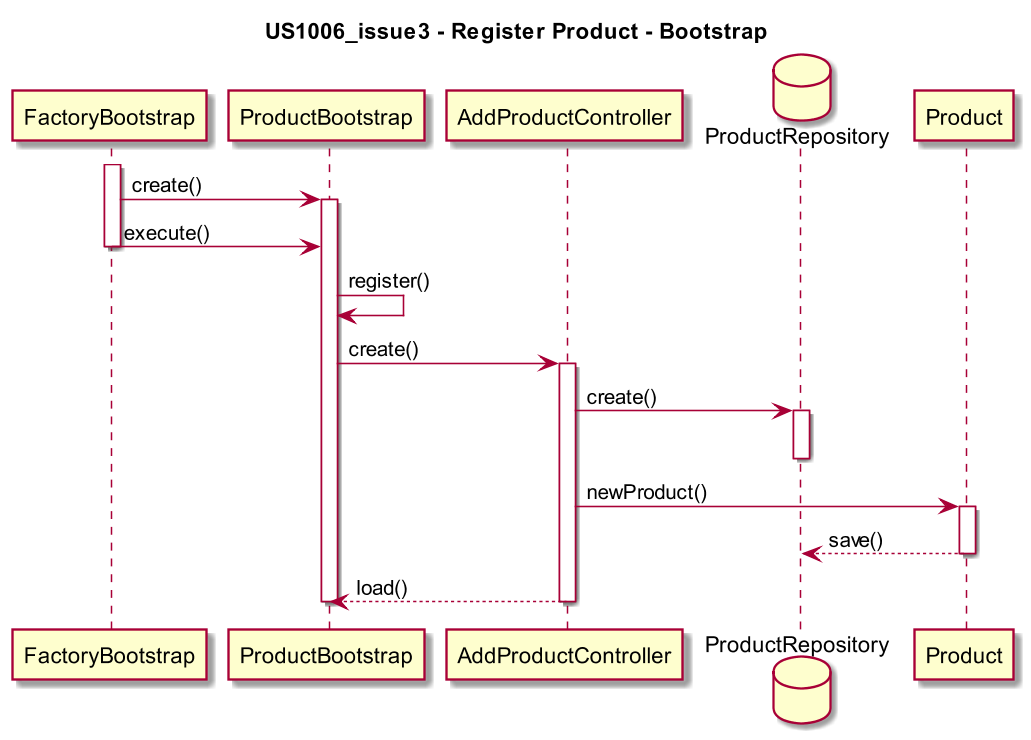 US1006_issue3 - Register Product - Bootstrap
FactoryBootstrap
ProductBootstrap
AddProductController
ProductRepository
Product
create()
execute()
register()
create()
create()
newProduct()
save()
load()
FactoryBootstrap
ProductBootstrap
AddProductController
ProductRepository
Product